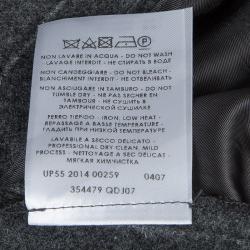 NON LAVARE IN ACQUA - DO NOT WASH
LAVAGE INTERDIT - НЕ СТИРАТЬ В ВОДЕ
NON CANDEGGIARE - DO NOT BLEACH
BLANCHIMENT INTERDIT - НЕ ОТБЕЛИВАТЬ
NON ASCIUGARE IN TAMBURO - DO NOT
TUMBLE DRY - NE PAS SECHER EN
TAMBOUR - НЕ СУШИТЬ В
ЭЛЕКТРИЧЕСКОЙ СУШИЛКЕ
FERRO TIEPIDO - IRON, LOW HEAT -
REPASSAGE A BASSE TEMPERATURE -
ГЛАДИТЬ ПРИ НИЗКОЙ ТЕМПЕРАТУРЕ
LAVABILE A SECCO DELICATO -
PROFESSIONAL DRY CLEAN, MILD
PROCESS - NETTOYAGE A SEC DELICAT -
МЯГКАЯ ХИМЧИСТКА
UP55 2014 00259 0407
354479 QDJ07